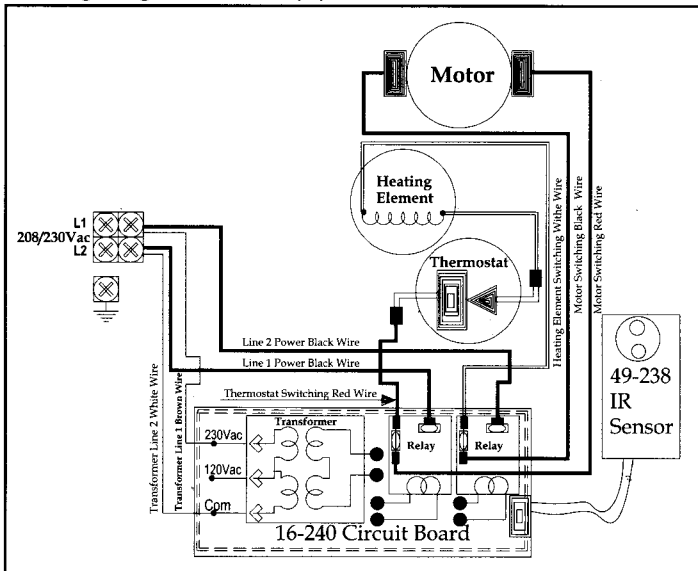 Motor
Heating
Element
L1
208/230Vac
L2
Thermostat
Heating Element Switching Withe Wire
Motor Switching Black Wire
Motor Switching Red Wire
Line 2 Power Black Wire
Line 1 Power Black Wire
Thermostat Switching Red Wire
Transformer Line 2 White Wire
Transformer Line 1 Brown Wire
49-238
IR
Sensor
230Vac
Transformer
Relay
Relay
120Vac
Com
16-240 Circuit Board